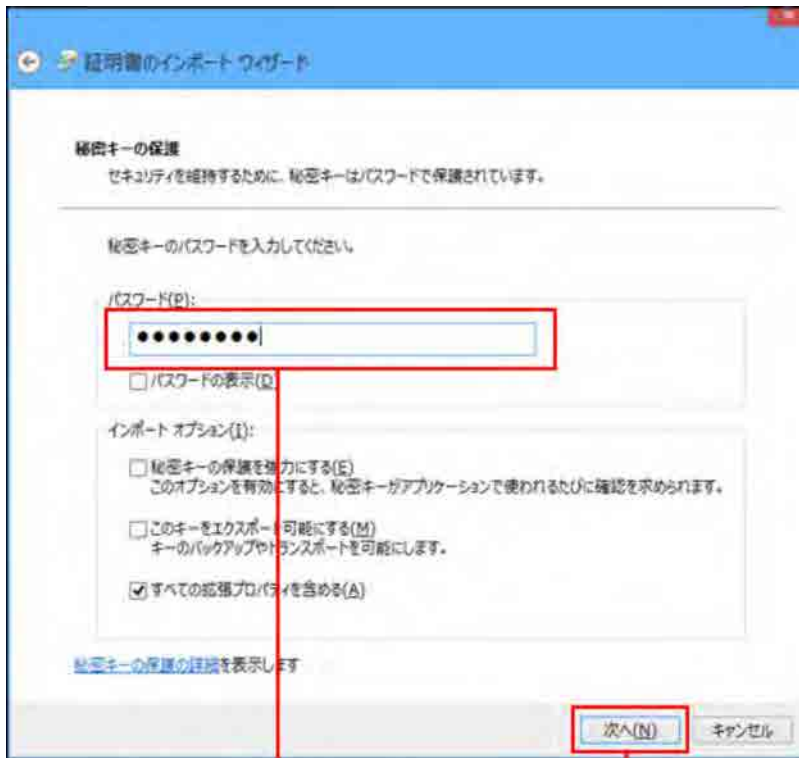 証明書のインポート ウィザード
秘密キーの保護
セキュリティを維持するために、秘密キーはパスワードで保護されています。
秘密キーのパスワードを入力してください。
パスワード(P):
●●●●●●●●
パスワードの表示(D
インポート オプション(I):
秘密キーの保護を強力にする(E)
このオプションを有効にすると、秘密キーがアプリケーションで使われるたびに確認を求められます。
このキーをエクスポート可能にする(M)
キーのバックアップやトランスポートを可能にします。
すべての拡張プロパティを含める(A)
秘密キーの保護の詳細を表示します
次へ(N)
キャンセル